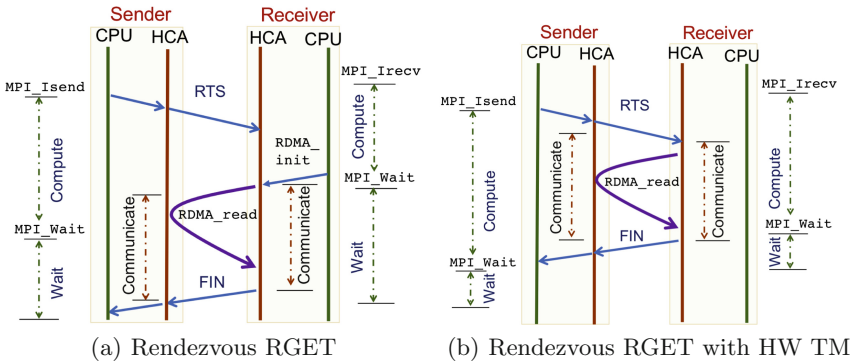 Sender
Receiver
CPU
HCA
HCA
CPU
MPI_Isend
RTS
MPI_Irecv
Compute
Compute
RDMA_
init
MPI_Wait
Communicate
RDMA_read
Communicate
MPI_Wait
Wait
Wait
FIN
(a) Rendezvous RGET
Sender
Receiver
CPU
HCA
HCA
CPU
MPI_Isend
RTS
MPI_Irecv
Compute
Communicate
RDMA_read
Communicate
Compute
MPI_Wait
FIN
Wait
MPI_Wait
Wait
(b) Rendezvous RGET with HW TM